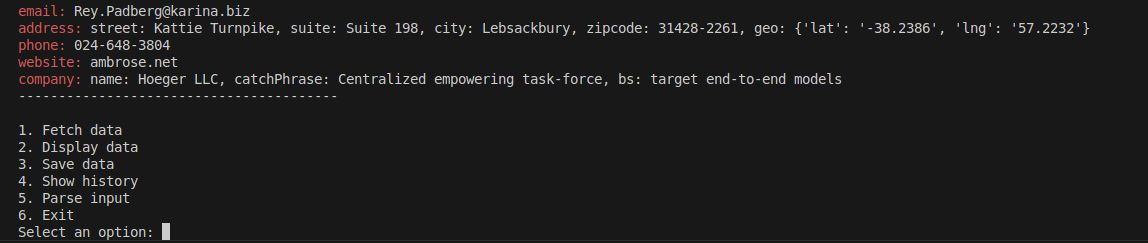 email: Rey.Padberg@karina.biz
address: street: Kattie Turnpike, suite: Suite 198, city: Lebsackbury, zipcode: 31428-2261, geo: {'lat': '-38.2386', 'lng': '57.2232'}
phone: 024-648-3804
website: ambrose.net
company: name: Hoeger LLC, catchPhrase: Centralized empowering task-force, bs: target end-to-end models
----------------------------------------
1. Fetch data
2. Display data
3. Save data
4. Show history
5. Parse input
6. Exit
Select an option: